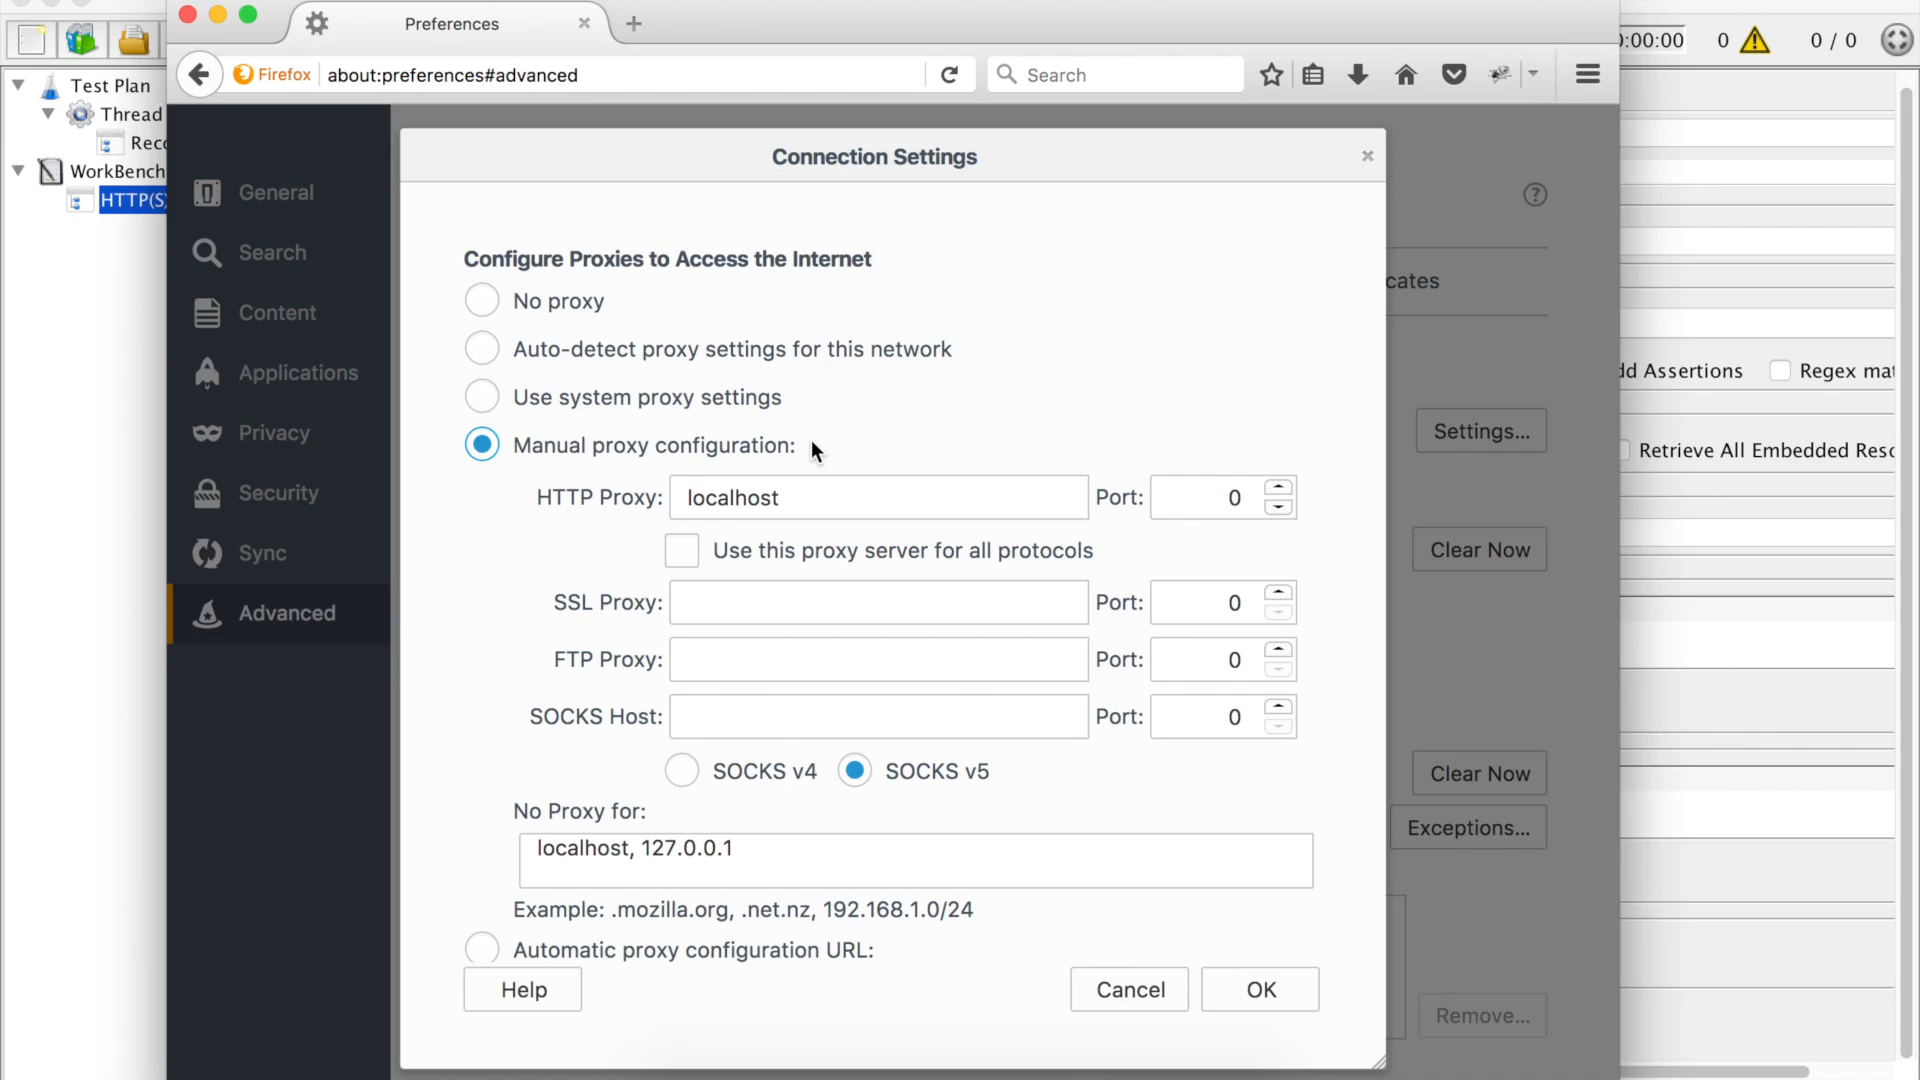 Preferences
:00:00 0 0 / 0
Firefox about:preferences#advanced Search
Test Plan
Thread
WorkBench
HTTP(S)
General
Search
Content
Applications
Privacy
Security
Sync
Advanced
Connection Settings
Configure Proxies to Access the Internet
No proxy
Auto-detect proxy settings for this network
Use system proxy settings
Manual proxy configuration:
HTTP Proxy: localhost Port: 0
Use this proxy server for all protocols
SSL Proxy: Port: 0
FTP Proxy: Port: 0
SOCKS Host: Port: 0
SOCKS v4 SOCKS v5
No Proxy for:
localhost, 127.0.0.1
Example: .mozilla.org, .net.nz, 192.168.1.0/24
Automatic proxy configuration URL:
Help Cancel OK
cates
Settings...
Clear Now
Clear Now
Exceptions...
Remove...
dd Assertions Regex mat
Retrieve All Embedded Reso